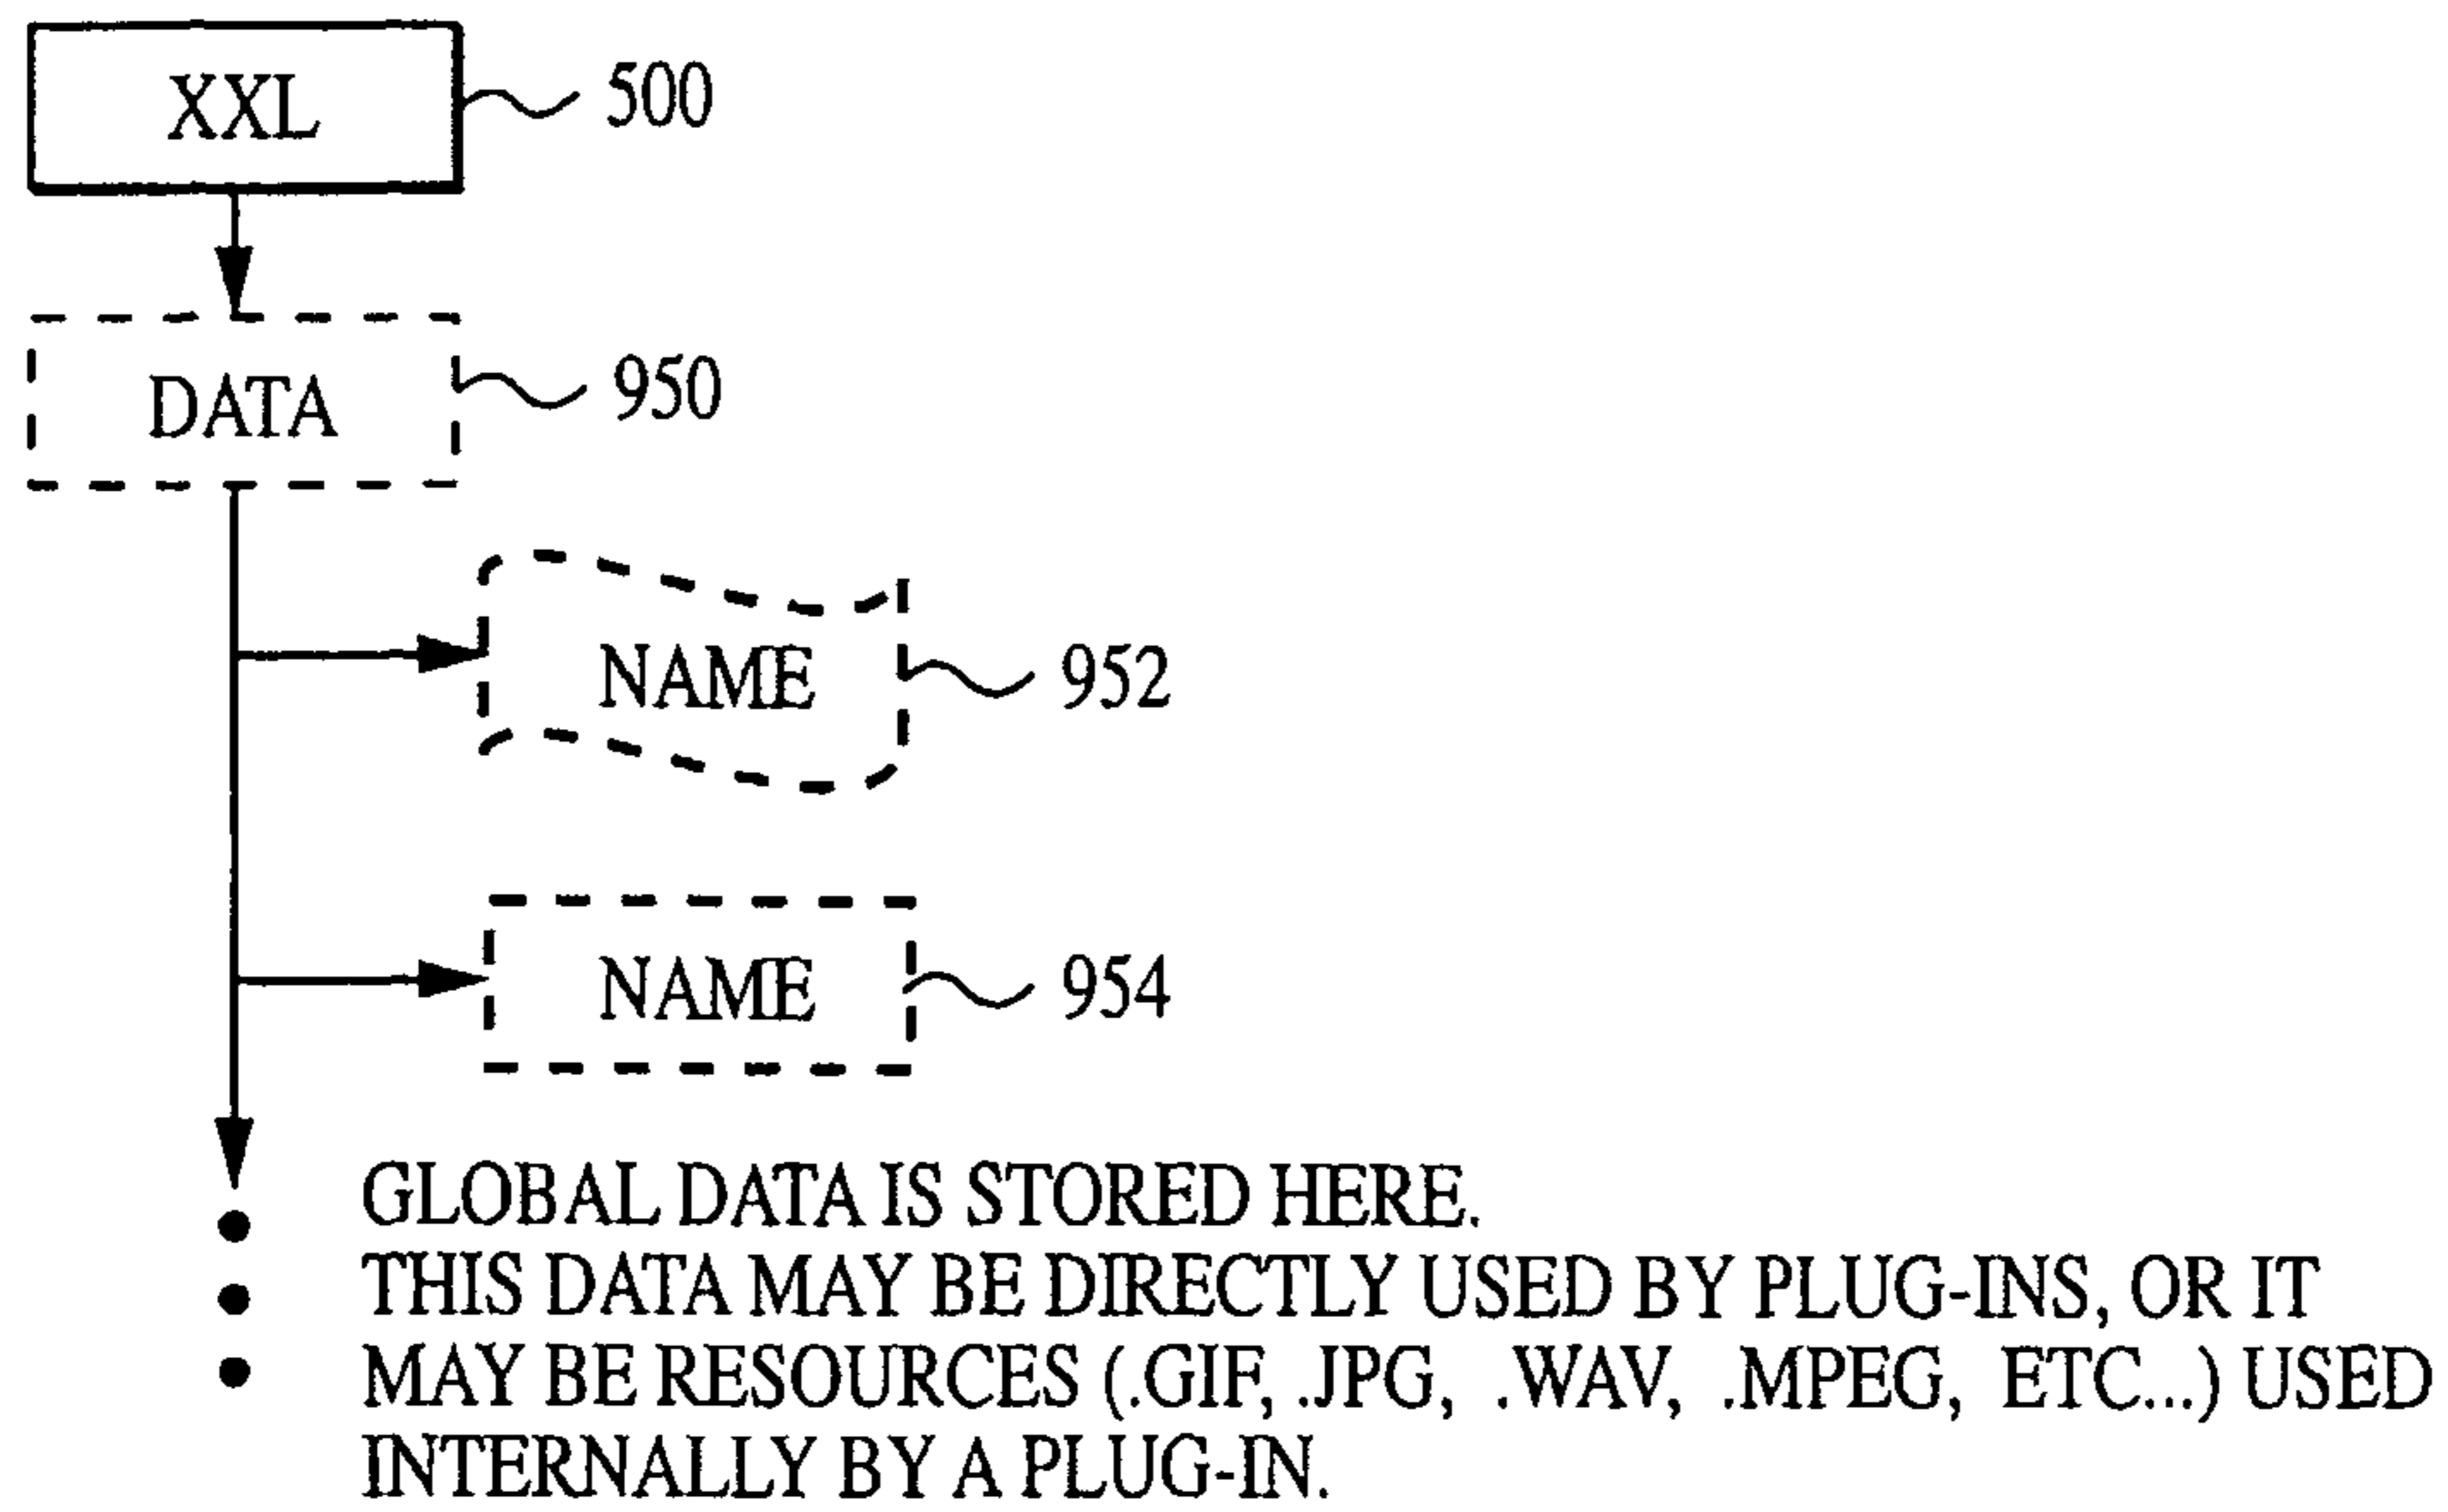 XXL 500
DATA 950
NAME 952
NAME 954
GLOBAL DATA IS STORED HERE.
THIS DATA MAY BE DIRECTLY USED BY PLUG-INS, OR IT
MAY BE RESOURCES (.GIF, .JPG, .WAV, .MPEG, ETC...) USED
INTERNALLY BY A PLUG-IN.